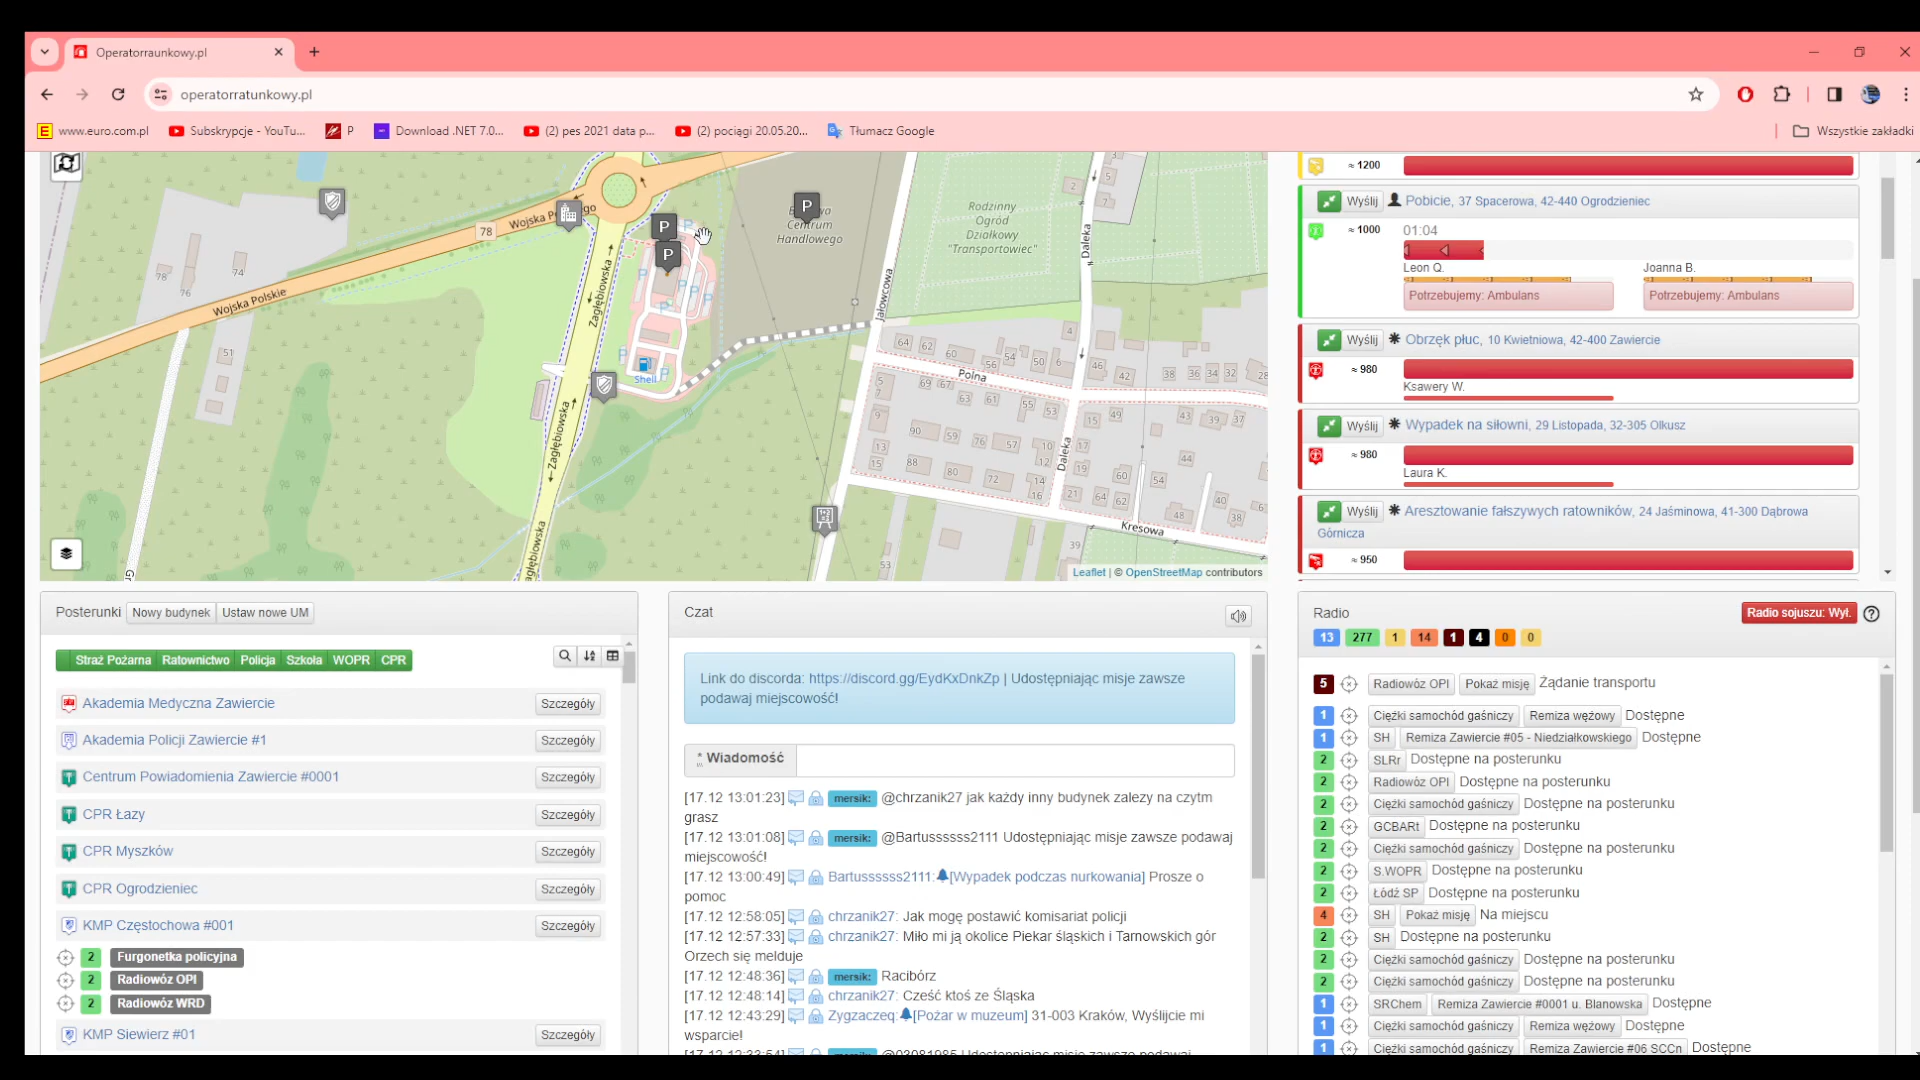 Operatorraunkowy.pl
operatorratunkowy.pl
www.euro.com.pl
Subskrypcje - YouTu...
P
Download .NET 7.0...
(2) pes 2021 data p...
(2) pociągi 20.05.20...
Tłumacz Google
Wszystkie zakładki
Wojska Polskiego
78
Wojska Polskie
Zagłębiowska
Zagłębiowska
Zagłębiowska
Centrum
Handlowego
Rodzinny
Ogród
Działkowy
"Transportowiec"
Jałowcowa
Daleka
Daleka
Polna
Kresowa
Shell
Leaflet | © OpenStreetMap contributors
≈ 1200
Wyślij Pobicie, 37 Spacerowa, 42-440 Ogrodzieniec
≈ 1000 01:04
Leon Q. Joanna B.
Potrzebujemy: Ambulans Potrzebujemy: Ambulans
Wyślij Obrzęk płuc, 10 Kwietniowa, 42-400 Zawiercie
≈ 980
Ksawery W.
Wyślij Wypadek na siłowni, 29 Listopada, 32-305 Olkusz
≈ 980
Laura K.
Wyślij Aresztowanie fałszywych ratowników, 24 Jaśminowa, 41-300 Dąbrowa
Górnicza
≈ 950
Posterunki Nowy budynek Ustaw nowe UM
Straż Pożarna Ratownictwo Policja Szkoła WOPR CPR
Akademia Medyczna Zawiercie Szczegóły
Akademia Policji Zawiercie #1 Szczegóły
Centrum Powiadomienia Zawiercie #0001 Szczegóły
CPR Łazy Szczegóły
CPR Myszków Szczegóły
CPR Ogrodzieniec Szczegóły
KMP Częstochowa #001 Szczegóły
2 Furgonetka policyjna
2 Radiowóz OPI
2 Radiowóz WRD
KMP Siewierz #01 Szczegóły
Czat
Link do discorda: https://discord.gg/EydKxDnkZp | Udostępniając misje zawsze
podawaj miejscowość!
* Wiadomość
[17.12 13:01:23] mersik: @chrzanik27 jak każdy inny budynek zalezy na czytm
grasz
[17.12 13:01:08] mersik: @Bartussssss2111 Udostępniając misje zawsze podawaj
miejscowość!
[17.12 13:00:49] Bartussssss2111: [Wypadek podczas nurkowania] Prosze o
pomoc
[17.12 12:58:05] chrzanik27: Jak mogę postawić komisariat policji
[17.12 12:57:33] chrzanik27: Miło mi ją okolice Piekar śląskich i Tarnowskich gór
Orzech się melduje
[17.12 12:48:36] mersik: Racibórz
[17.12 12:48:14] chrzanik27: Cześć ktoś ze Śląska
[17.12 12:43:29] Zygzaczeq: [Pożar w muzeum] 31-003 Kraków, Wyślijcie mi
wsparcie!
[17.12 12:33:54] @03081985 Udostępniając misje zawsze podawaj
Radio Radio sojuszu: Wył.
13 277 1 14 1 4 0 0
5 Radiowóz OPI Pokaż misję Żądanie transportu
1 Ciężki samochód gaśniczy Remiza wężowy Dostępne
1 SH Remiza Zawiercie #05 - Niedziałkowskiego Dostępne
2 SLRr Dostępne na posterunku
2 Radiowóz OPI Dostępne na posterunku
2 Ciężki samochód gaśniczy Dostępne na posterunku
2 GCBARt Dostępne na posterunku
2 Ciężki samochód gaśniczy Dostępne na posterunku
2 S.WOPR Dostępne na posterunku
2 Łódź SP Dostępne na posterunku
4 SH Pokaż misję Na miejscu
2 SH Dostępne na posterunku
2 Ciężki samochód gaśniczy Dostępne na posterunku
2 Ciężki samochód gaśniczy Dostępne na posterunku
1 SRChem Remiza Zawiercie #0001 u. Blanowska Dostępne
1 Ciężki samochód gaśniczy Remiza wężowy Dostępne
1 Ciężki samochód gaśniczy Remiza Zawiercie #06 SCCn Dostępne